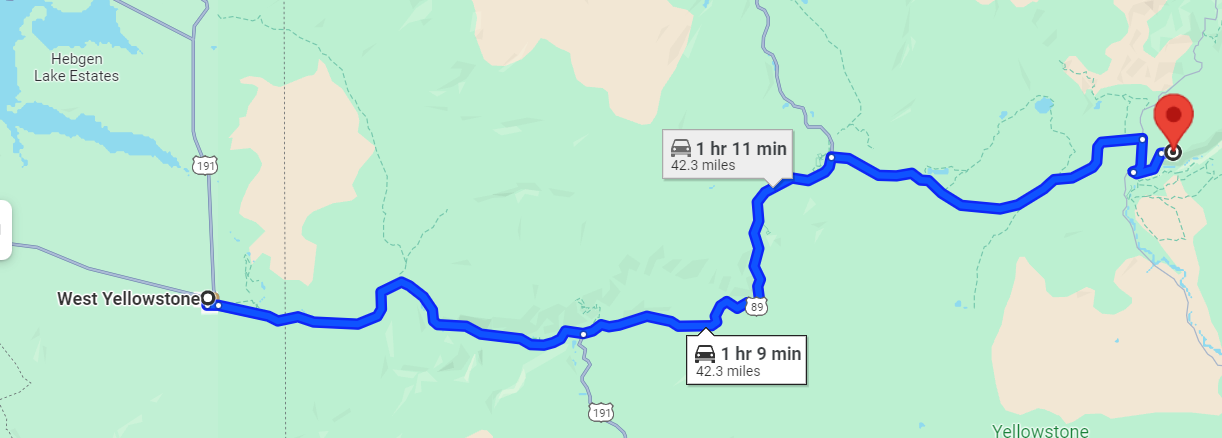 Hebgen
Lake Estates
191
1 hr 11 min
42.3 miles
West Yellowstone
89
1 hr 9 min
42.3 miles
191
Yellowstone